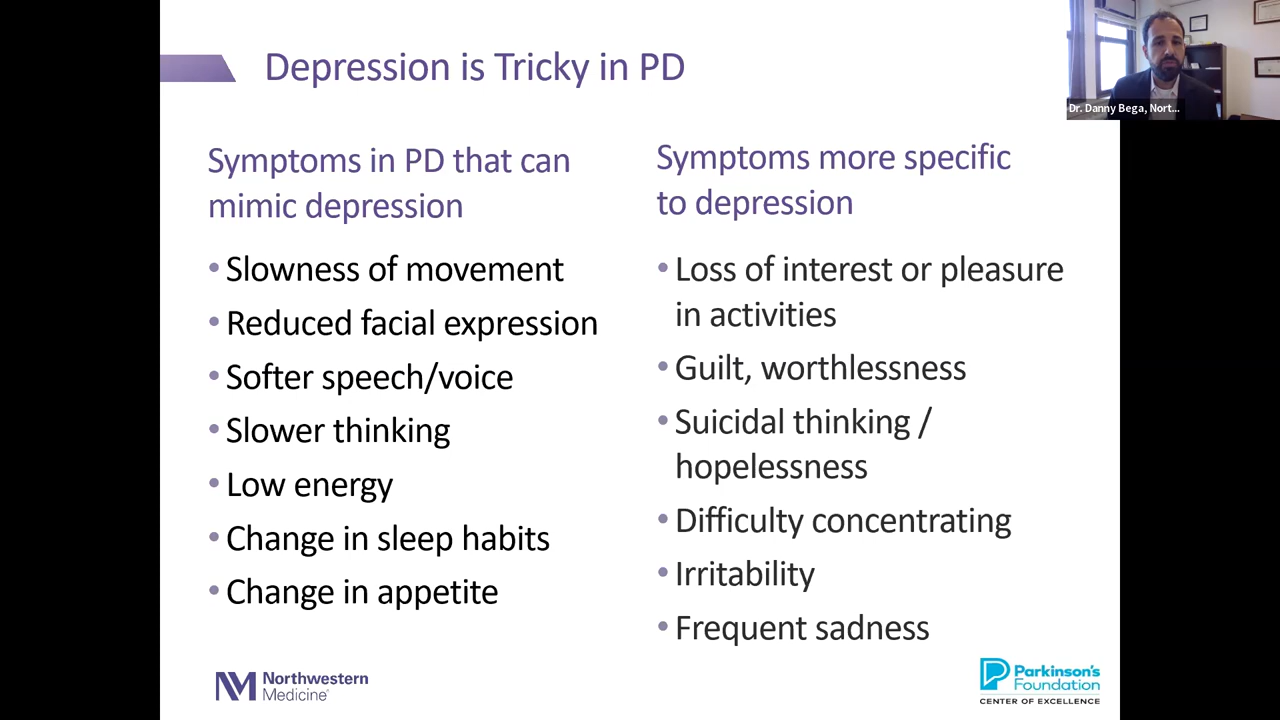 Depression is Tricky in PD
Dr. Danny Bega, Nort...
Symptoms in PD that can
mimic depression
• Slowness of movement
• Reduced facial expression
• Softer speech/voice
• Slower thinking
• Low energy
• Change in sleep habits
• Change in appetite
Symptoms more specific
to depression
• Loss of interest or pleasure
in activities
• Guilt, worthlessness
• Suicidal thinking /
hopelessness
• Difficulty concentrating
• Irritability
• Frequent sadness
NM Northwestern
Medicine®
Parkinson's
Foundation
CENTER OF EXCELLENCE